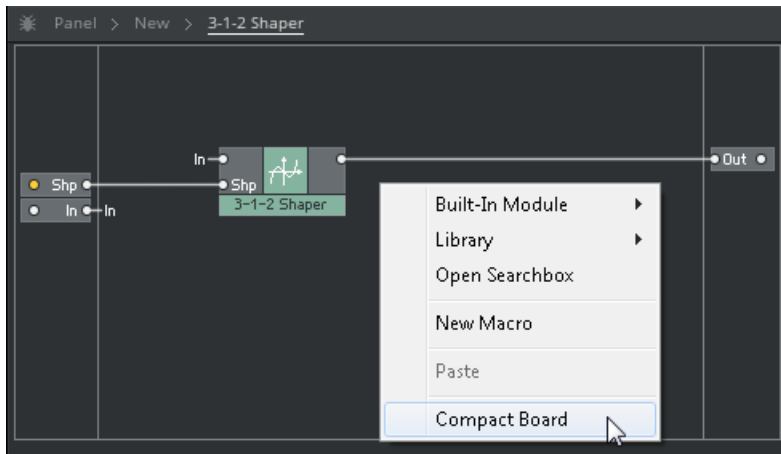 Panel > New > 3-1-2 Shaper
In
Out
Shp
Shp
In
In
3-1-2 Shaper
Built-In Module
Library
Open Searchbox
New Macro
Paste
Compact Board